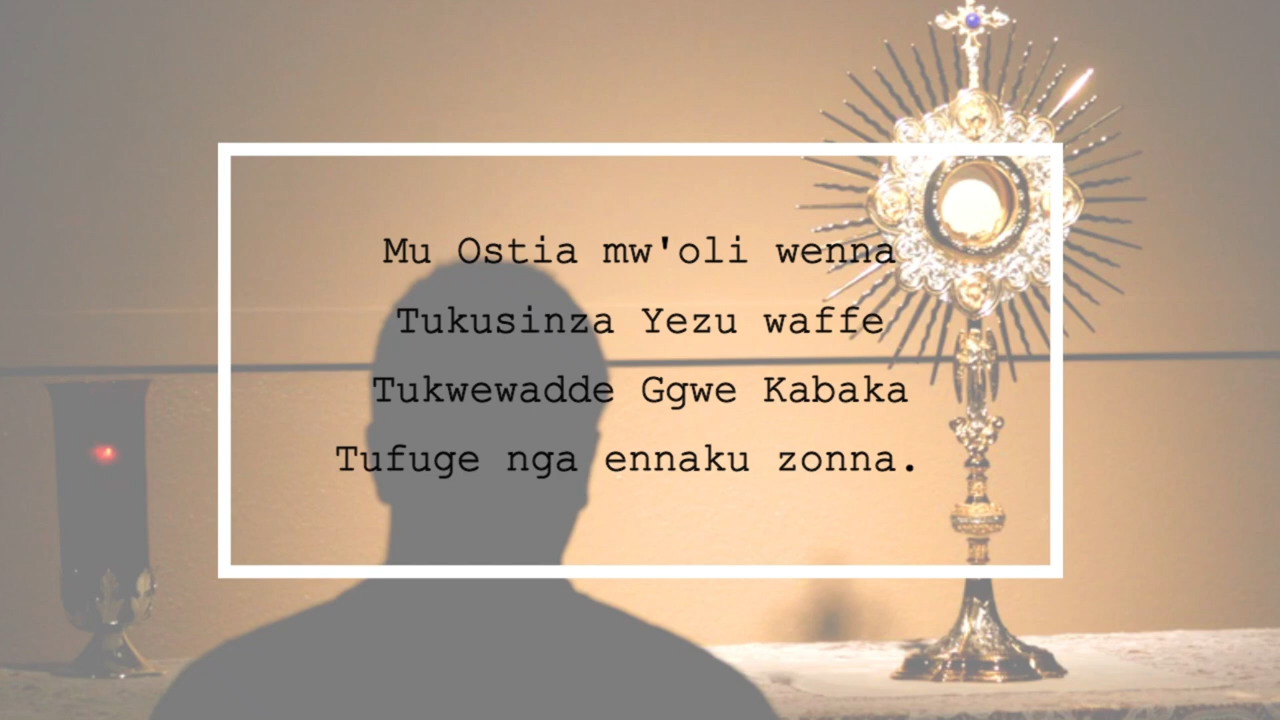 Mu Ostia mw'oli wenna
Tukusinza Yezu waffe
Tukwewadde Ggwe Kabaka
Tufuge nga ennaku zonna.